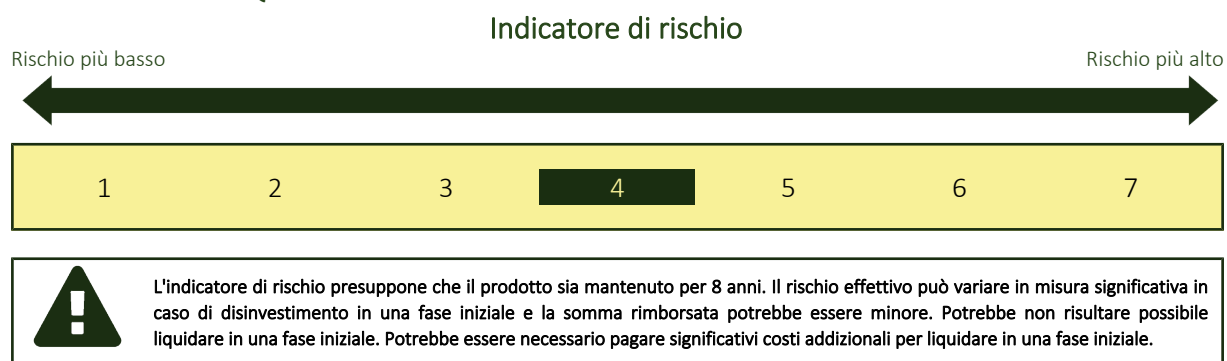 Indicatore di rischio
Rischio più basso
Rischio più alto
1 2 3 4 5 6 7
L'indicatore di rischio presuppone che il prodotto sia mantenuto per 8 anni. Il rischio effettivo può variare in misura significativa in
caso di disinvestimento in una fase iniziale e la somma rimborsata potrebbe essere minore. Potrebbe non risultare possibile
liquidare in una fase iniziale. Potrebbe essere necessario pagare significativi costi addizionali per liquidare in una fase iniziale.